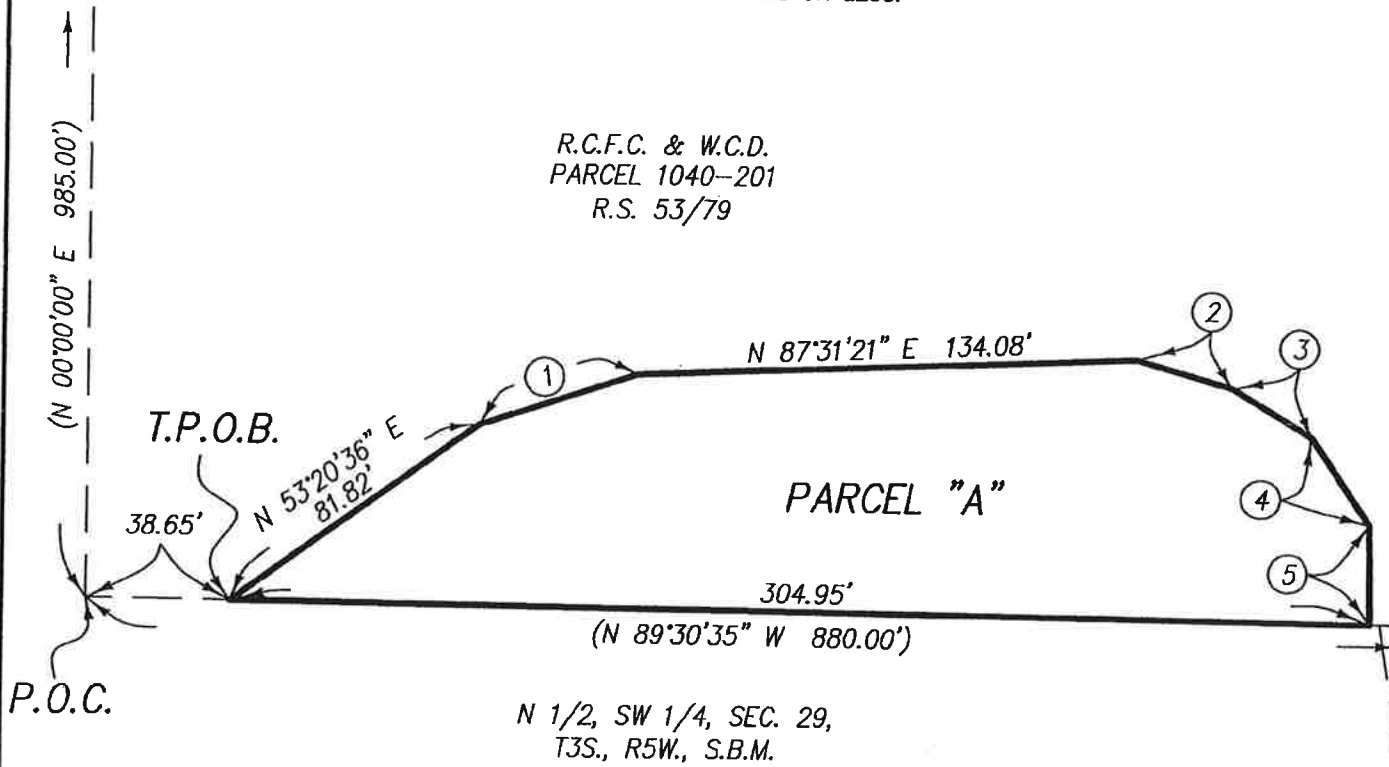 (N 00°00'00" E 985.00')
R.C.F.C. & W.C.D.
PARCEL 1040-201
R.S. 53/79
N 87°31'21" E 134.08'
1
2
3
T.P.O.B.
N 53°20'36" E
81.82'
38.65'
PARCEL "A"
4
5
304.95'
(N 89°30'35" W 880.00')
P.O.C.
N 1/2, SW 1/4, SEC. 29,
T3S., R5W., S.B.M.